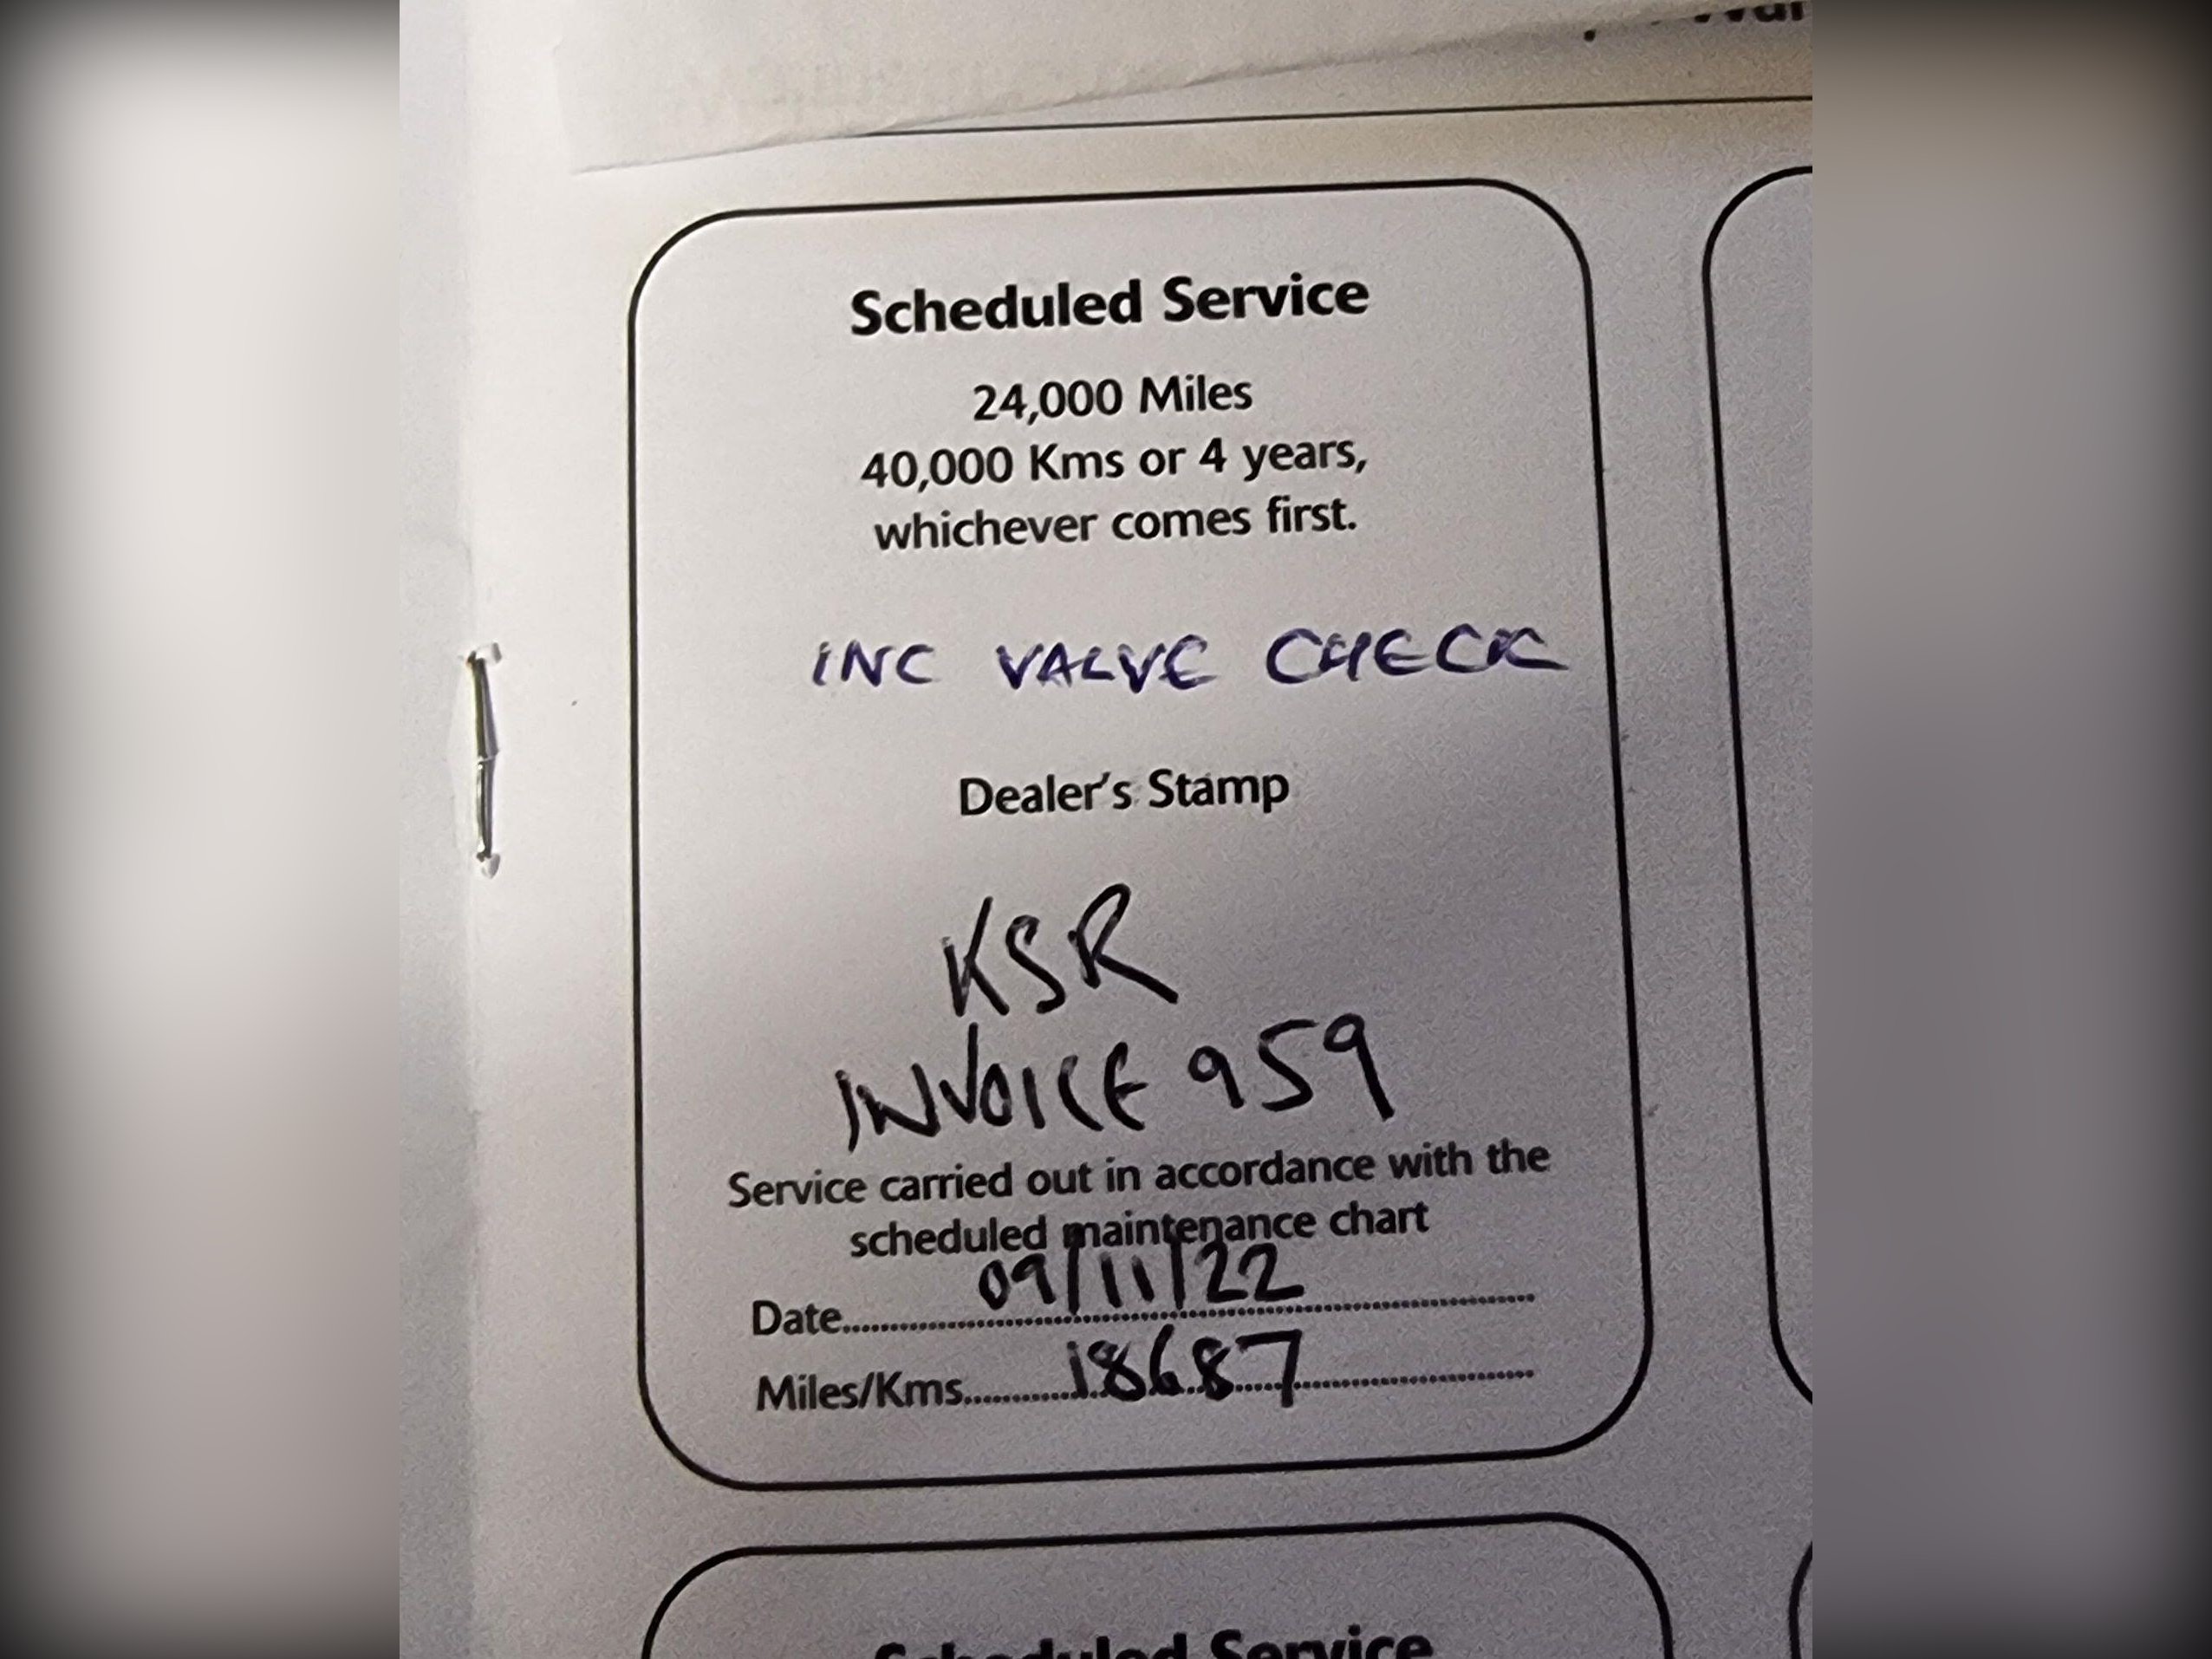 Scheduled Service
24,000 Miles
40,000 Kms or 4 years,
whichever comes first.
INC VALVE CHECK
Dealer's Stamp
KSR
INVOICE 959
Service carried out in accordance with the
scheduled maintenance chart
Date 09/11/22
Miles/Kms 18687
Scheduled Service